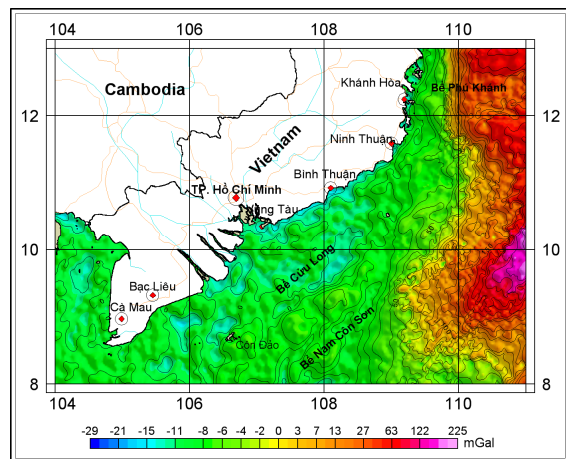 104 106 108 110
12 12
10 10
8 8
104 106 108 110
Cambodia
Vietnam
Khánh Hòa
Bể Phú Khánh
Ninh Thuận
Bình Thuận
TP. Hồ Chí Minh
Vũng Tàu
Bể Cửu Long
Bạc Liêu
Cà Mau
Côn Đảo
Bể Nam Côn Sơn
-29 -21 -15 -11 -8 -6 -4 -2 0 3 7 13 27 63 122 225
mGal